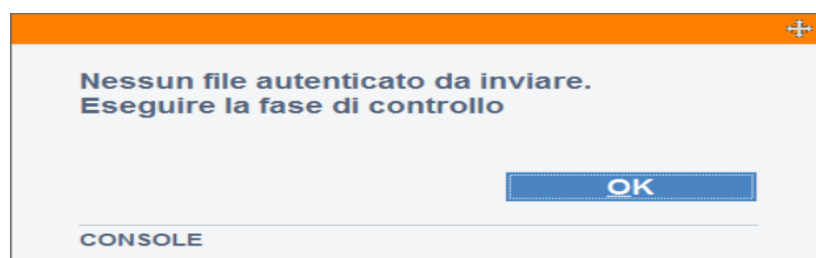 Nessun file autenticato da inviare.
Eseguire la fase di controllo
OK
CONSOLE